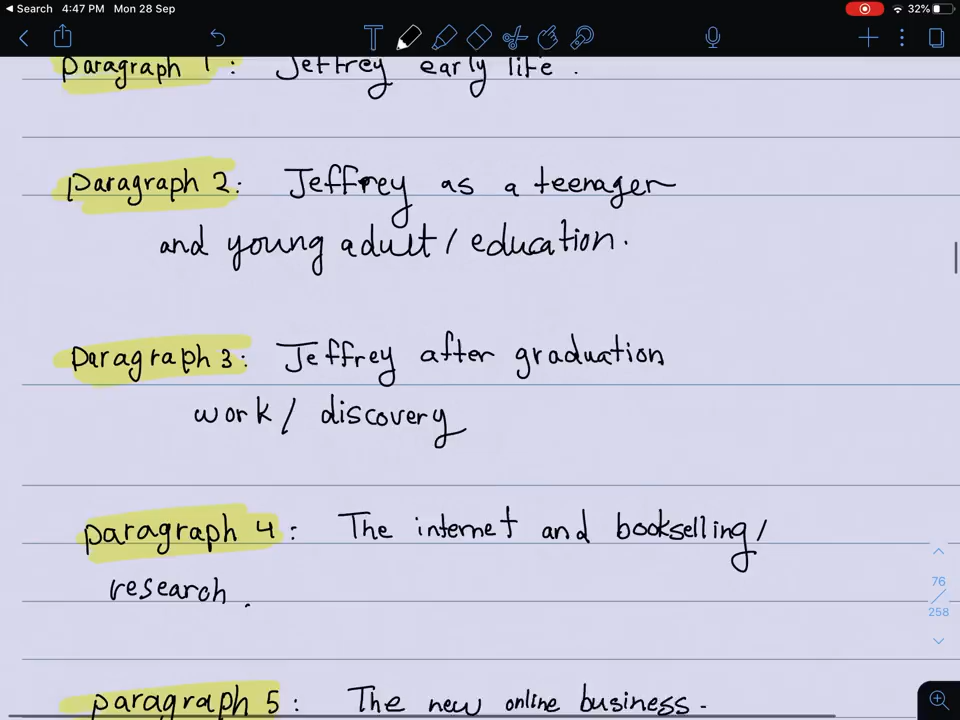 Search 4:47 PM Mon 28 Sep 32%
T
paragraph 1: Jeffrey early life.
paragraph 2: Jeffrey as a teenager
and young adult/education.
paragraph 3: Jeffrey after graduation
work/ discovery
paragraph 4: The internet and bookselling/
research.
76
/
258
paragraph 5: The new online business.